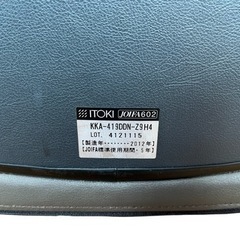 ITOKI JOIFA602
KKA-419DDN-Z9H4
LOT. 4121115
【製造年--------2012年】
【JOIFA標準使用期間・5年】